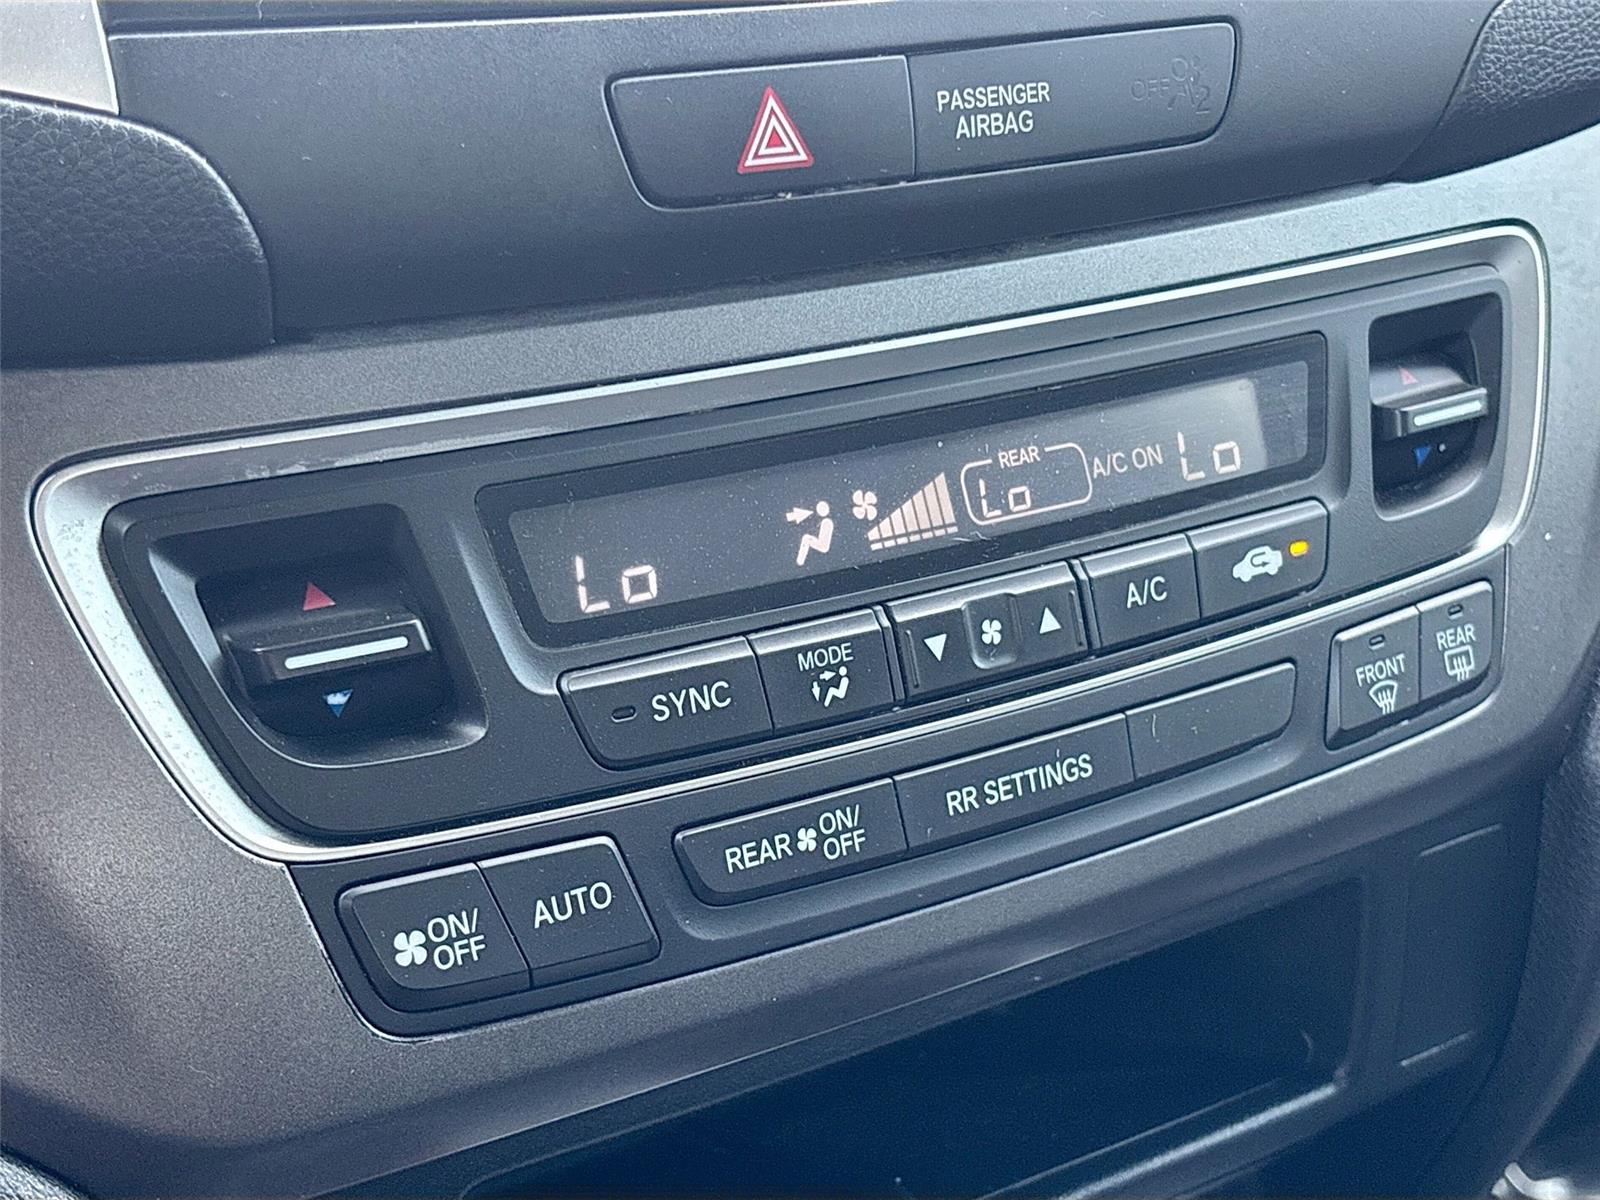 PASSENGER
AIRBAG
OFF
2
REAR
Lo
Lo
A/C ON
Lo
SYNC
MODE
A/C
FRONT
REAR
REAR ON/
OFF
RR SETTINGS
ON/
OFF
AUTO